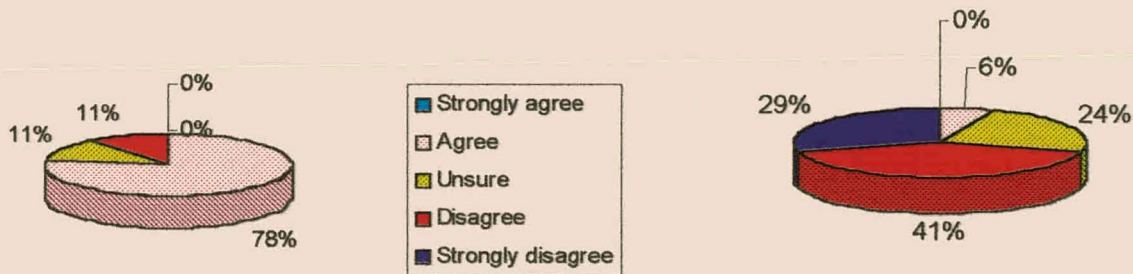 0%
11%
11%
0%
78%
Strongly agree
Agree
Unsure
Disagree
Strongly disagree
0%
6%
29%
24%
41%